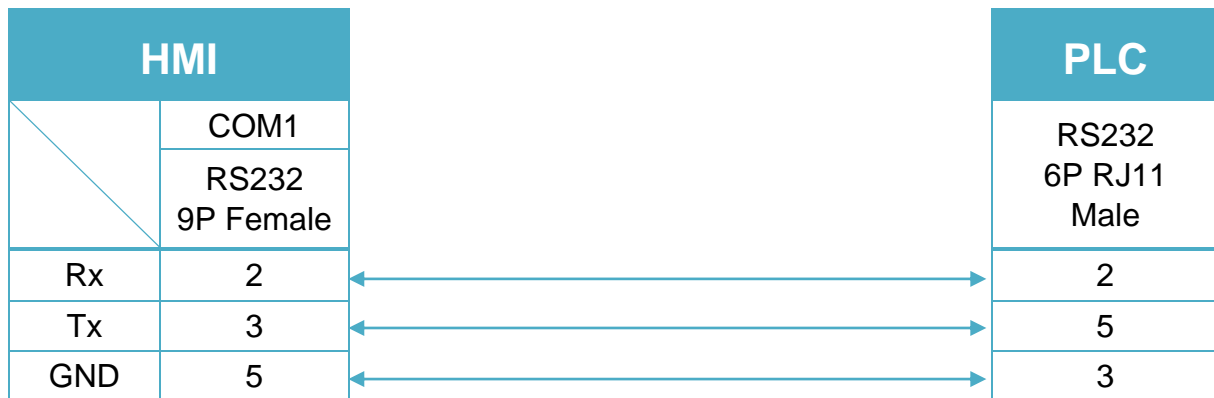 HMI PLC
COM1
RS232
9P Female
RS232
6P RJ11
Male
Rx 2 2
Tx 3 5
GND 5 3